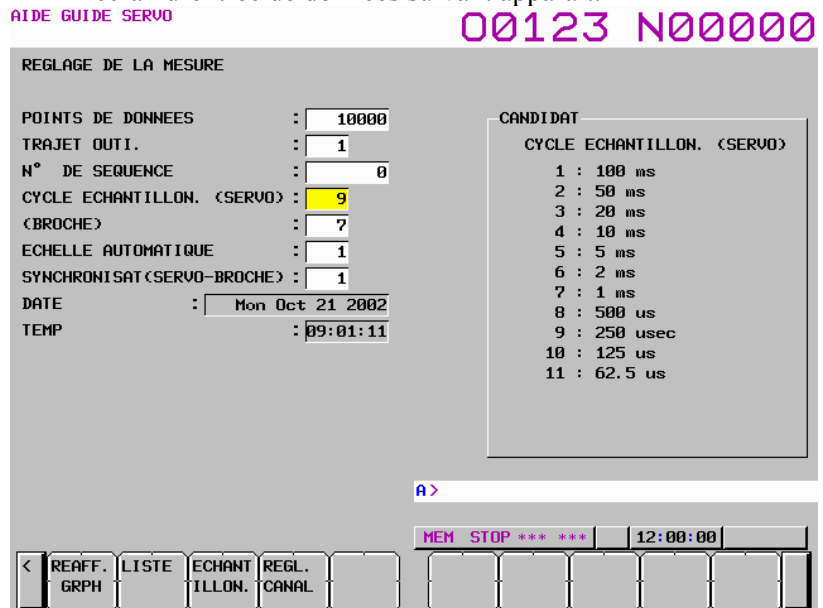 AIDE GUIDE SERVO
O0123 N00000
REGLAGE DE LA MESURE
POINTS DE DONNEES : 10000
TRAJET OUTI. : 1
N° DE SEQUENCE : 0
CYCLE ECHANTILLON. (SERVO) : 9
(BROCHE) : 7
ECHELLE AUTOMATIQUE : 1
SYNCHRONISAT(SERVO-BROCHE) : 1
DATE : Mon Oct 21 2002
TEMP : 09:01:11
CANDIDAT
CYCLE ECHANTILLON. (SERVO)
1 : 100 ms
2 : 50 ms
3 : 20 ms
4 : 10 ms
5 : 5 ms
6 : 2 ms
7 : 1 ms
8 : 500 us
9 : 250 usec
10 : 125 us
11 : 62.5 us
A>
MEM STOP *** *** 12:00:00
< REAFF. GRPH
LISTE
ECHANT ILLON.
REGL. CANAL